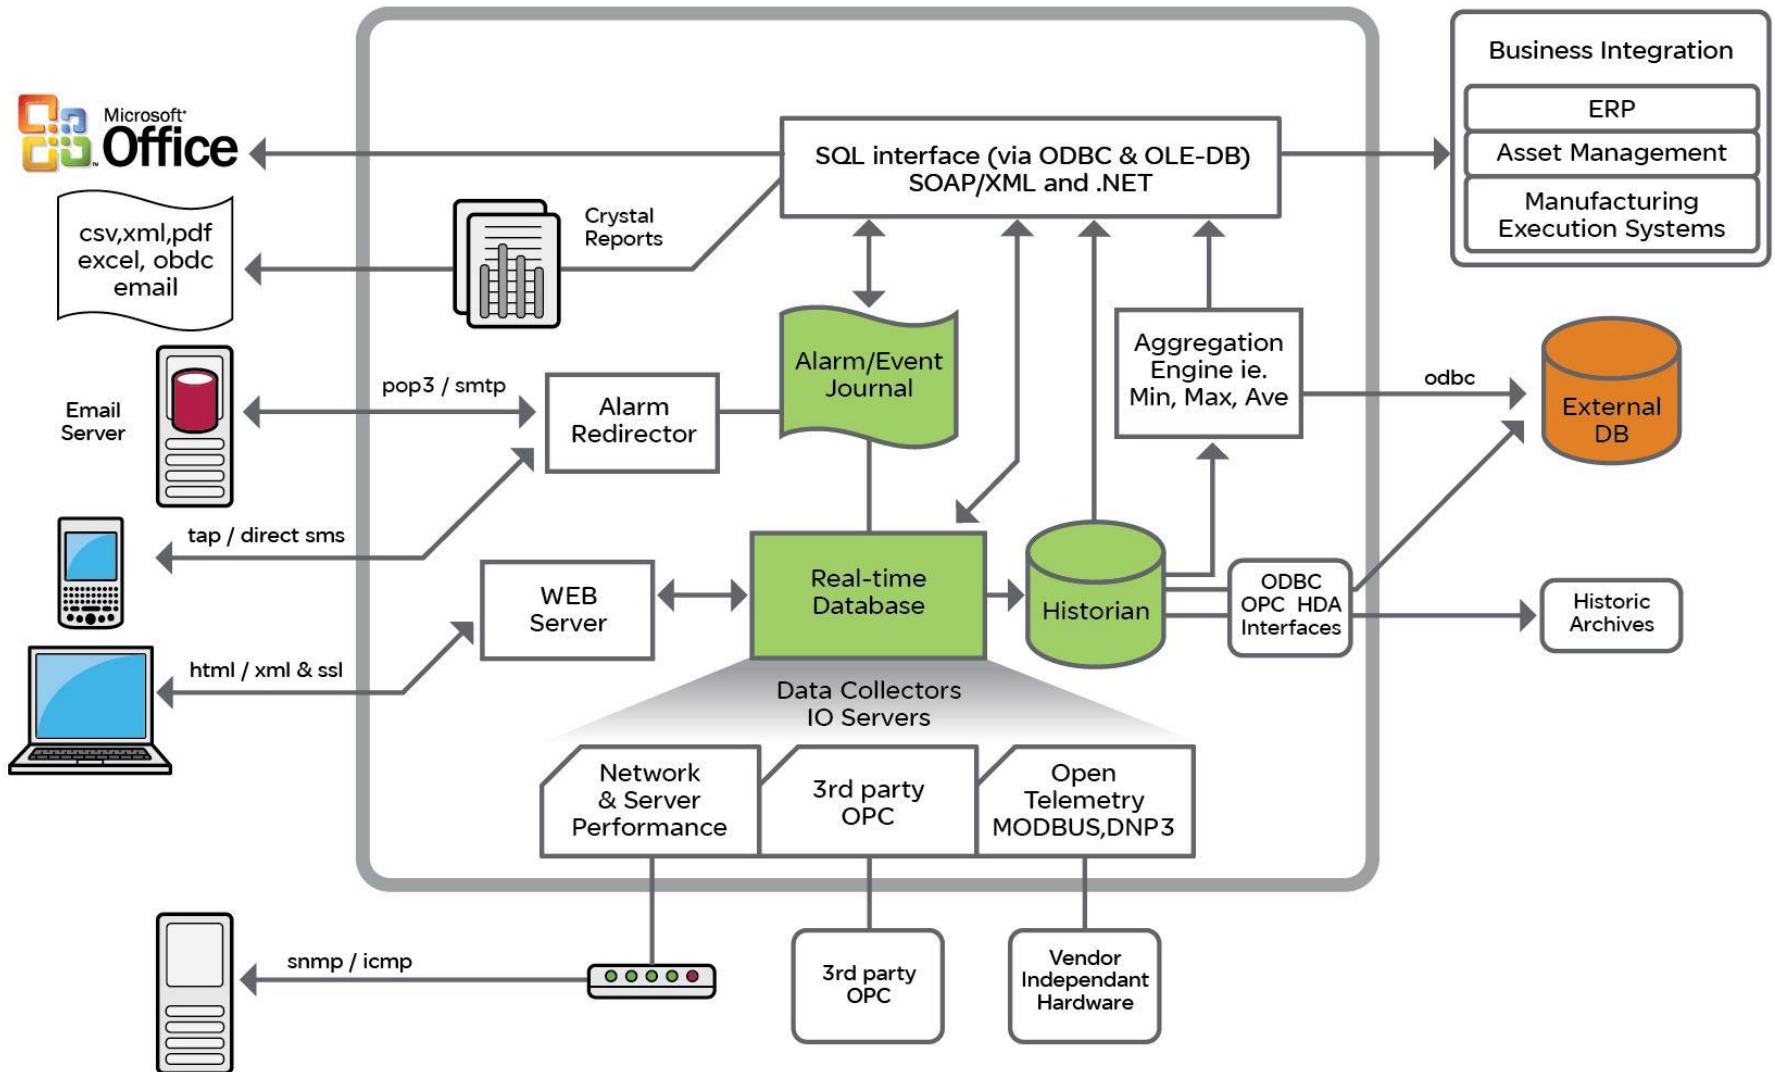 Business Integration
ERP
Asset Management
Manufacturing
Execution Systems
Microsoft
Office
SQL interface (via ODBC & OLE-DB)
SOAP/XML and .NET
csv,xml,pdf
excel, obdc
email
Crystal
Reports
Alarm/Event
Journal
Aggregation
Engine ie.
Min, Max, Ave
odbc
External
DB
Email
Server
pop3 / smtp
Alarm
Redirector
tap / direct sms
WEB
Server
Real-time
Database
Historian
ODBC
OPC HDA
Interfaces
Historic
Archives
html / xml & ssl
Data Collectors
IO Servers
Network
& Server
Performance
3rd party
OPC
Open
Telemetry
MODBUS,DNP3
snmp / icmp
3rd party
OPC
Vendor
Independant
Hardware